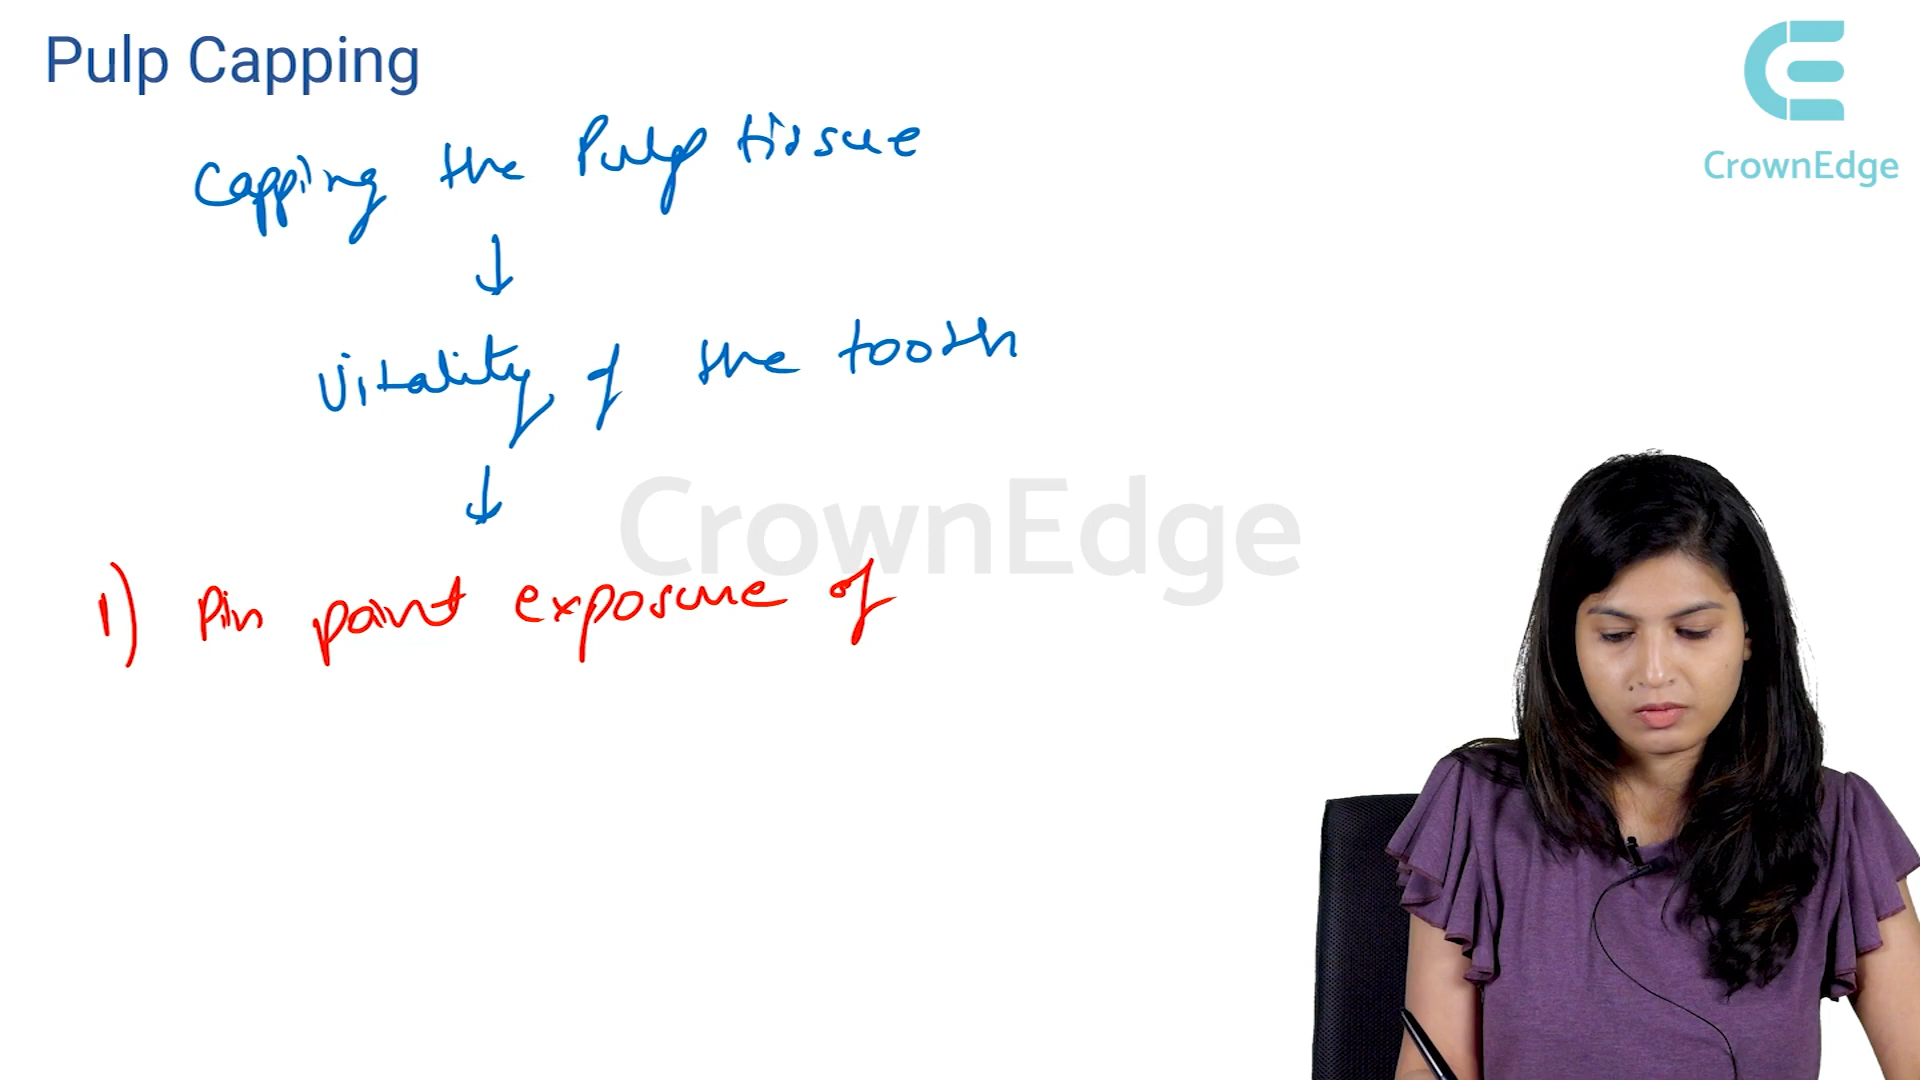 Pulp Capping
CrownEdge
Capping the Pulp tissue
↓
Vitality of the tooth
↓
CrownEdge
1) Pin point exposure of